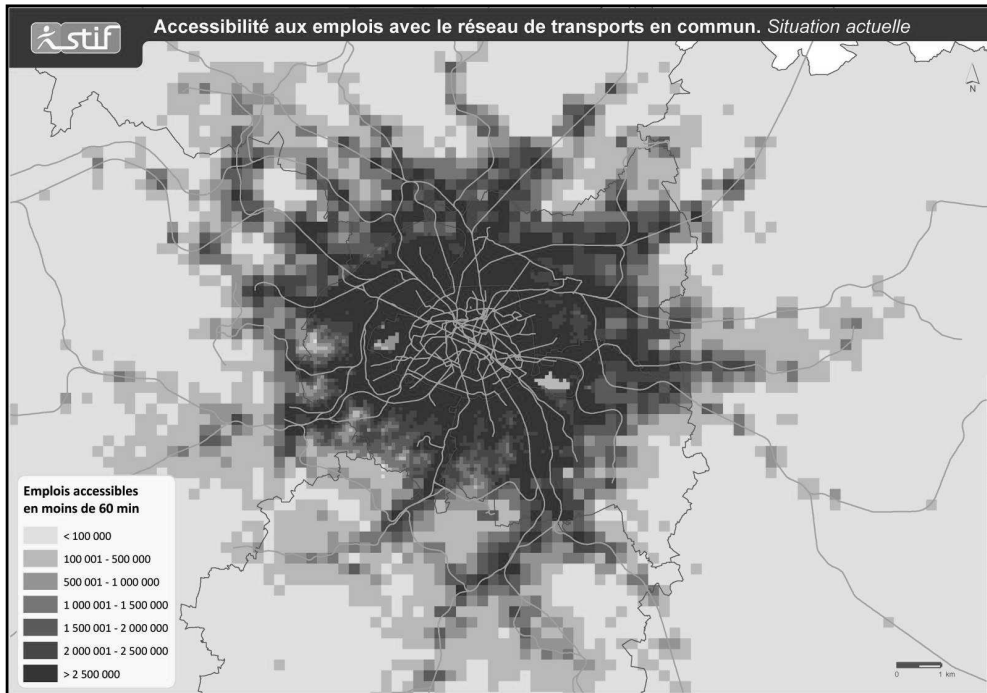 stif
Accessibilité aux emplois avec le réseau de transports en commun. Situation actuelle
N
Emplois accessibles
en moins de 60 min
< 100 000
100 001 - 500 000
500 001 - 1 000 000
1 000 001 - 1 500 000
1 500 001 - 2 000 000
2 000 001 - 2 500 000
> 2 500 000
0 1 km